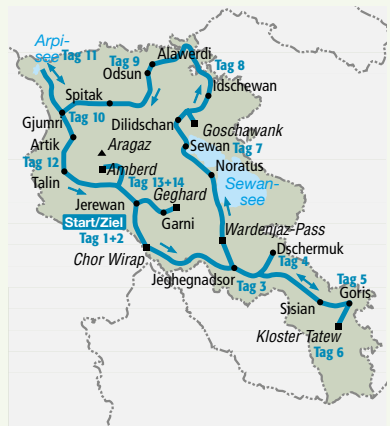 Arpi-
see
Tag 11
Tag 9
Alawerdi
Odsun
Tag 8
Spitak
Idschewan
Gjumri
Tag 10
Dilidschan
Goschawank
Artik
Aragaz
Sewan
Tag 7
Tag 12
Amberd
Noratus
Talin
Tag 13+14
Sewan-
see
Geghard
Jerewan
Start/Ziel
Garni
Tag 1+2
Wardenjaz-Pass
Chor Wirap
Dschermuk
Tag 4
Jeghegnadsor
Tag 3
Tag 5
Goris
Sisian
Kloster Tatew
Tag 6